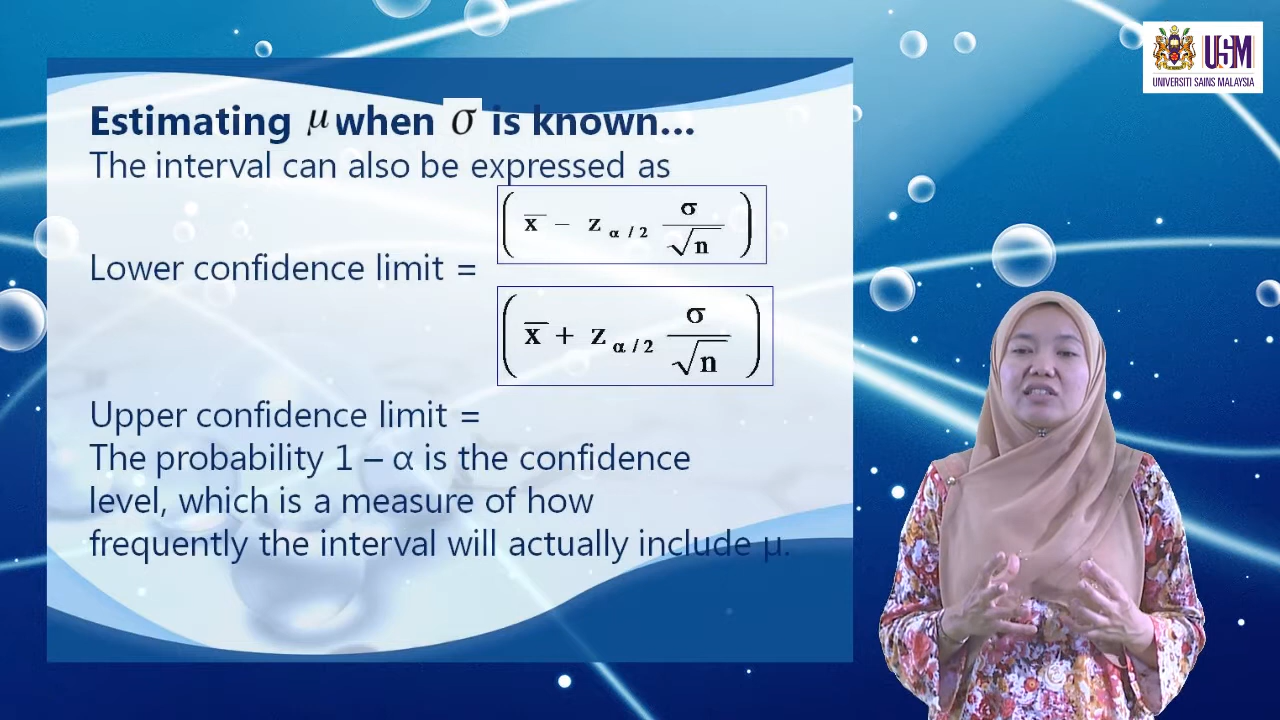 Estimating μ when σ is known...
The interval can also be expressed as
( x̅ − z α / 2 σ / √n )
Lower confidence limit =
( x̅ + z α / 2 σ / √n )
Upper confidence limit =
The probability 1 – α is the confidence
level, which is a measure of how
frequently the interval will actually include μ.
USM
UNIVERSITI SAINS MALAYSIA